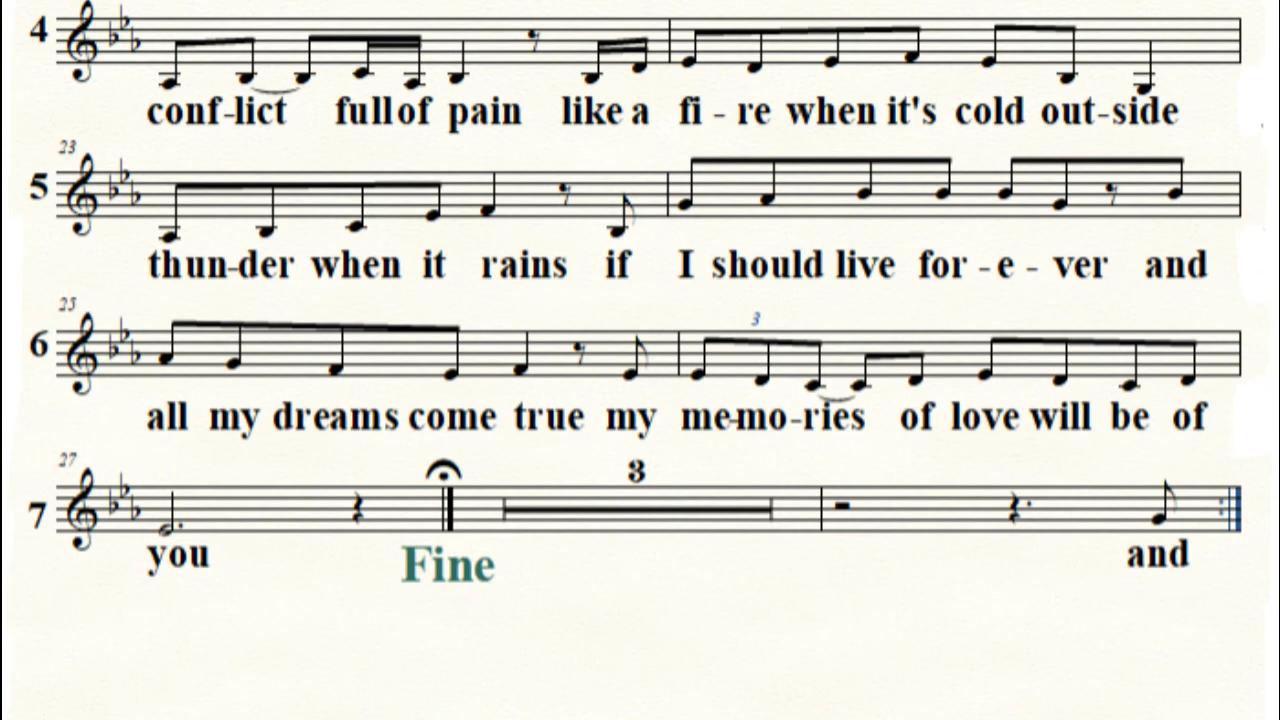 4
conf-lict full of pain like a fi - re when it's cold out-side
23
5
thun-der when it rains if I should live for - e - ver and
25
6
3
all my dreams come true my me-mo-ries of love will be of
27
7
3
you and
Fine